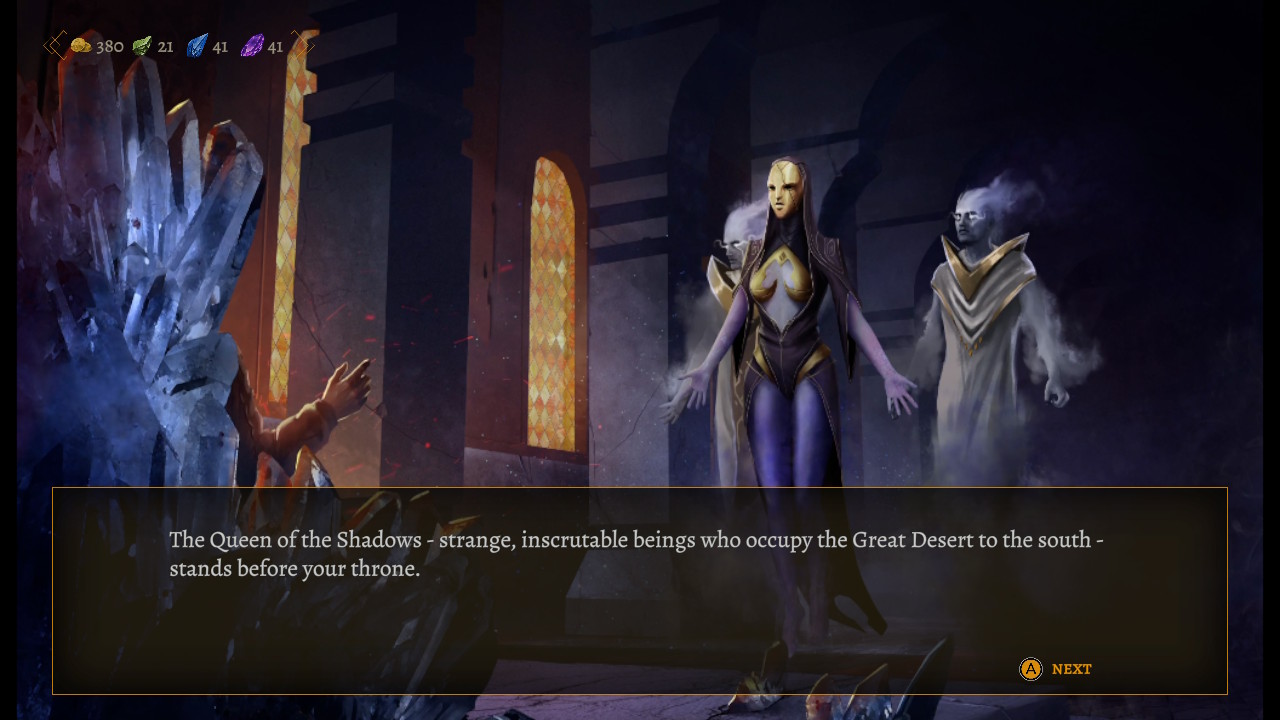 380 21 41 41
The Queen of the Shadows - strange, inscrutable beings who occupy the Great Desert to the south -
stands before your throne.
A NEXT